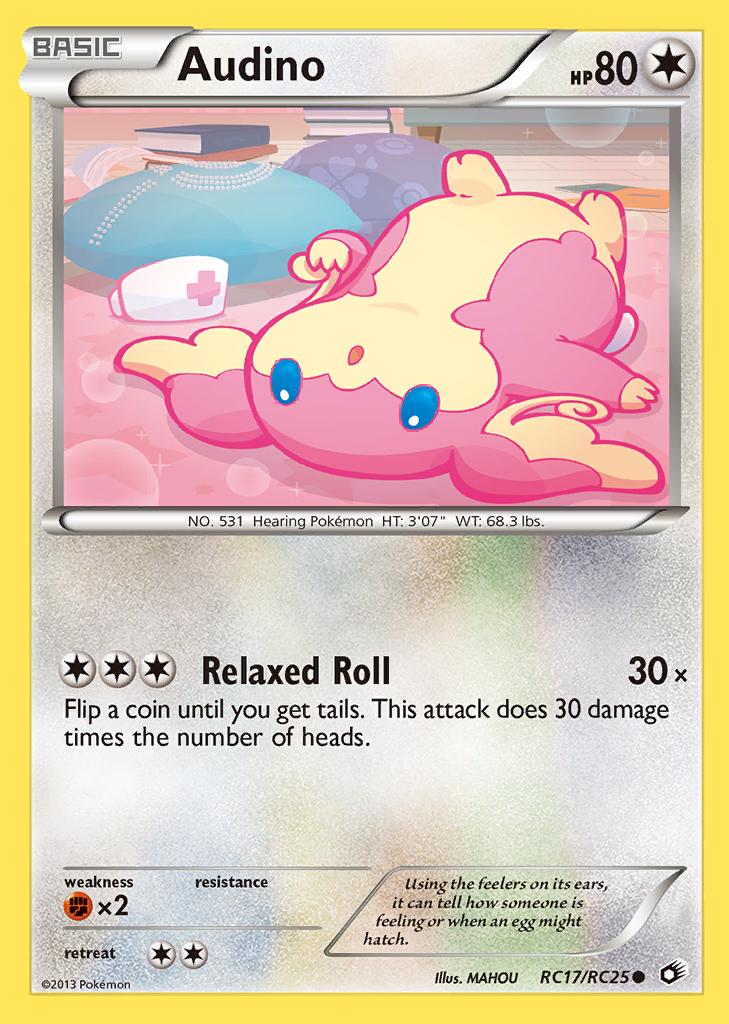 BASIC
Audino
HP80
NO. 531 Hearing Pokémon HT: 3'07" WT: 68.3 lbs.
Relaxed Roll 30×
Flip a coin until you get tails. This attack does 30 damage
times the number of heads.
weakness resistance
×2
retreat
Using the feelers on its ears,
it can tell how someone is
feeling or when an egg might
hatch.
©2013 Pokémon
Illus. MAHOU RC17/RC25